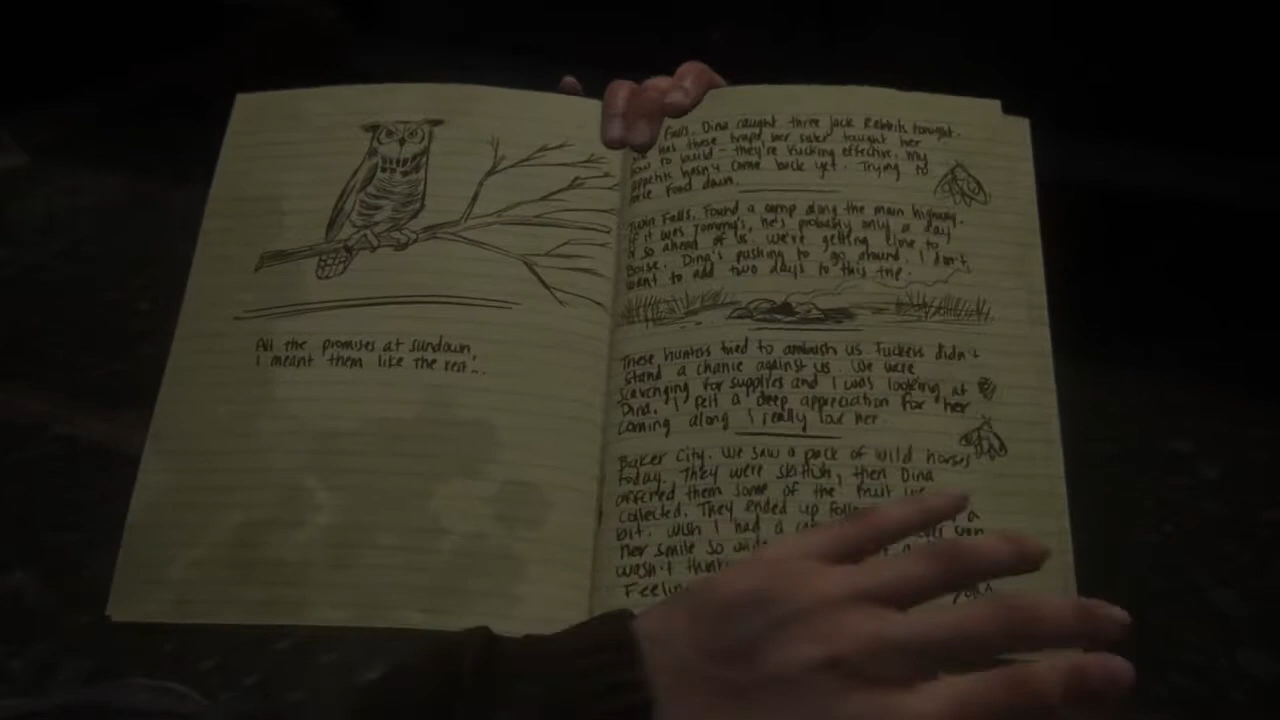 All the promises at sundown,
I meant them like the rest...
Falls. Dina caught three Jack Rabbits tonight.
has these traps her sister taught her
how to build - they're fucking effective. My
appetite hasn't come back yet. Trying to
food down.
Twin Falls. Found a camp along the main highway.
If it was Tommy's, he's probably only a day
or so ahead of us. We're getting close to
Boise. Dina's pushing to go around. I don't
want to add two days to this trip.
These hunters tried to ambush us. Fuckers didn't
stand a chance against us. We were
scavenging for supplies and I was looking at
Dina. I felt a deep appreciation for her
coming along I really love her
Baker City. We saw a pack of wild horses
today. They were skittish, then Dina
offered them some of the fruit we
collected. They ended up
bit. Wish I had a
her smile so
wasn't